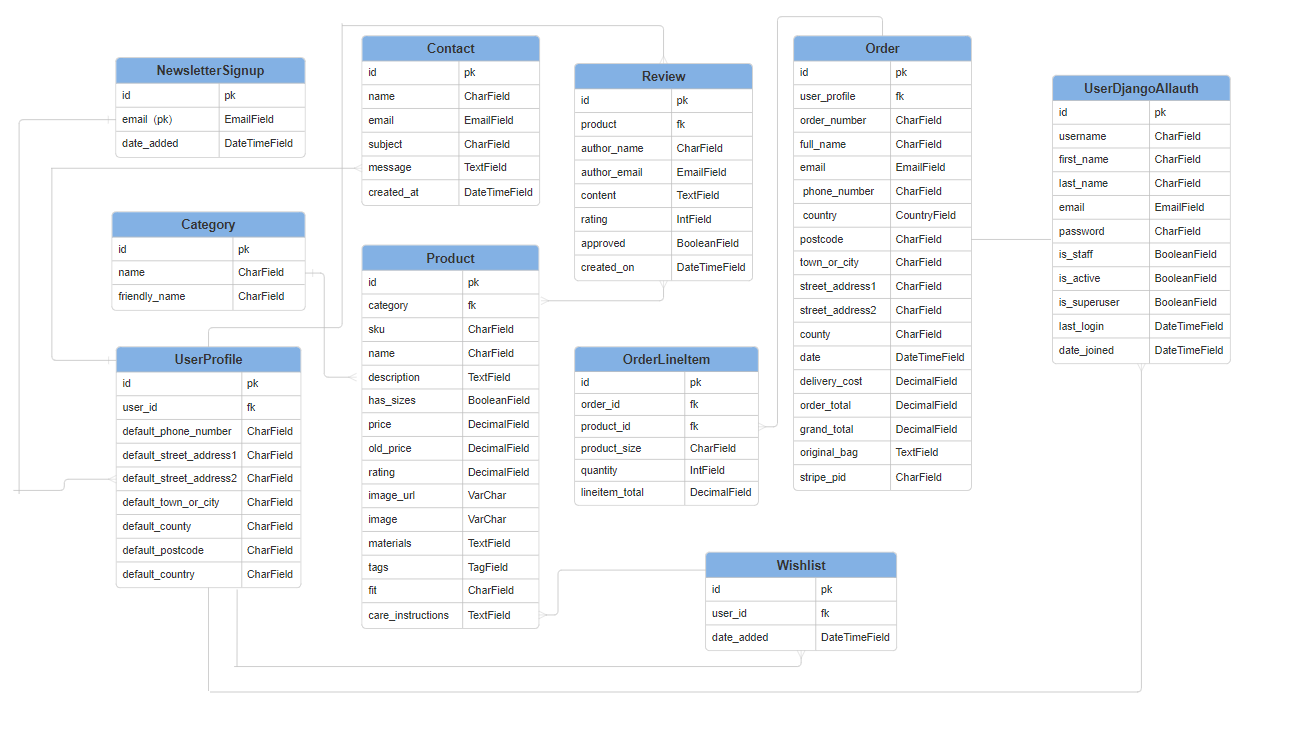 NewsletterSignup
id pk
email (pk) EmailField
date_added DateTimeField
Category
id pk
name CharField
friendly_name CharField
UserProfile
id pk
user_id fk
default_phone_number CharField
default_street_address1 CharField
default_street_address2 CharField
default_town_or_city CharField
default_county CharField
default_postcode CharField
default_country CharField
Contact
id pk
name CharField
email EmailField
subject CharField
message TextField
created_at DateTimeField
Product
id pk
category fk
sku CharField
name CharField
description TextField
has_sizes BooleanField
price DecimalField
old_price DecimalField
rating DecimalField
image_url VarChar
image VarChar
materials TextField
tags TagField
fit CharField
care_instructions TextField
Review
id pk
product fk
author_name CharField
author_email EmailField
content TextField
rating IntField
approved BooleanField
created_on DateTimeField
OrderLineItem
id pk
order_id fk
product_id fk
product_size CharField
quantity IntField
lineitem_total DecimalField
Wishlist
id pk
user_id fk
date_added DateTimeField
Order
id pk
user_profile fk
order_number CharField
full_name CharField
email EmailField
phone_number CharField
country CountryField
postcode CharField
town_or_city CharField
street_address1 CharField
street_address2 CharField
county CharField
date DateTimeField
delivery_cost DecimalField
order_total DecimalField
grand_total DecimalField
original_bag TextField
stripe_pid CharField
UserDjangoAllauth
id pk
username CharField
first_name CharField
last_name CharField
email EmailField
password CharField
is_staff BooleanField
is_active BooleanField
is_superuser BooleanField
last_login DateTimeField
date_joined DateTimeField